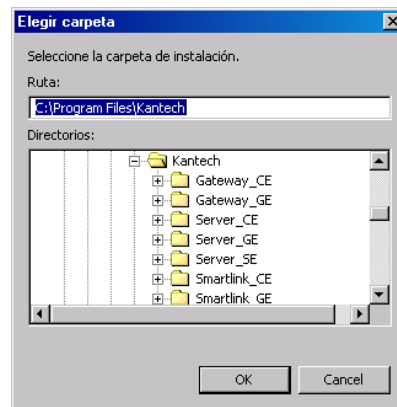 Elegir carpeta
Seleccione la carpeta de instalación.
Ruta:
C:\Program Files\Kantech
Directorios:
Kantech
Gateway_CE
Gateway_GE
Server_CE
Server_GE
Server_SE
Smartlink_CE
Smartlink_GE
OK
Cancel